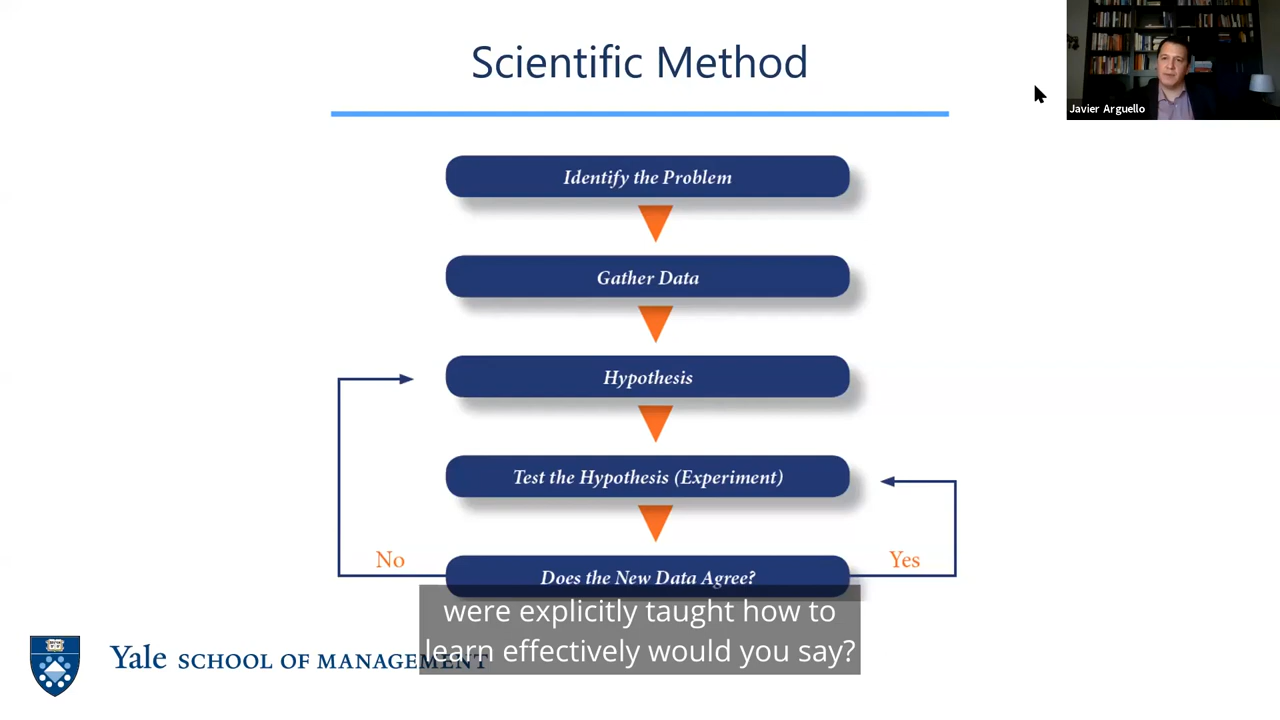 Scientific Method
Javier Arguello
Identify the Problem
Gather Data
Hypothesis
Test the Hypothesis (Experiment)
No
Yes
Does the New Data Agree?
were explicitly taught how to
learn effectively would you say?
Yale SCHOOL OF MANAGEMENT